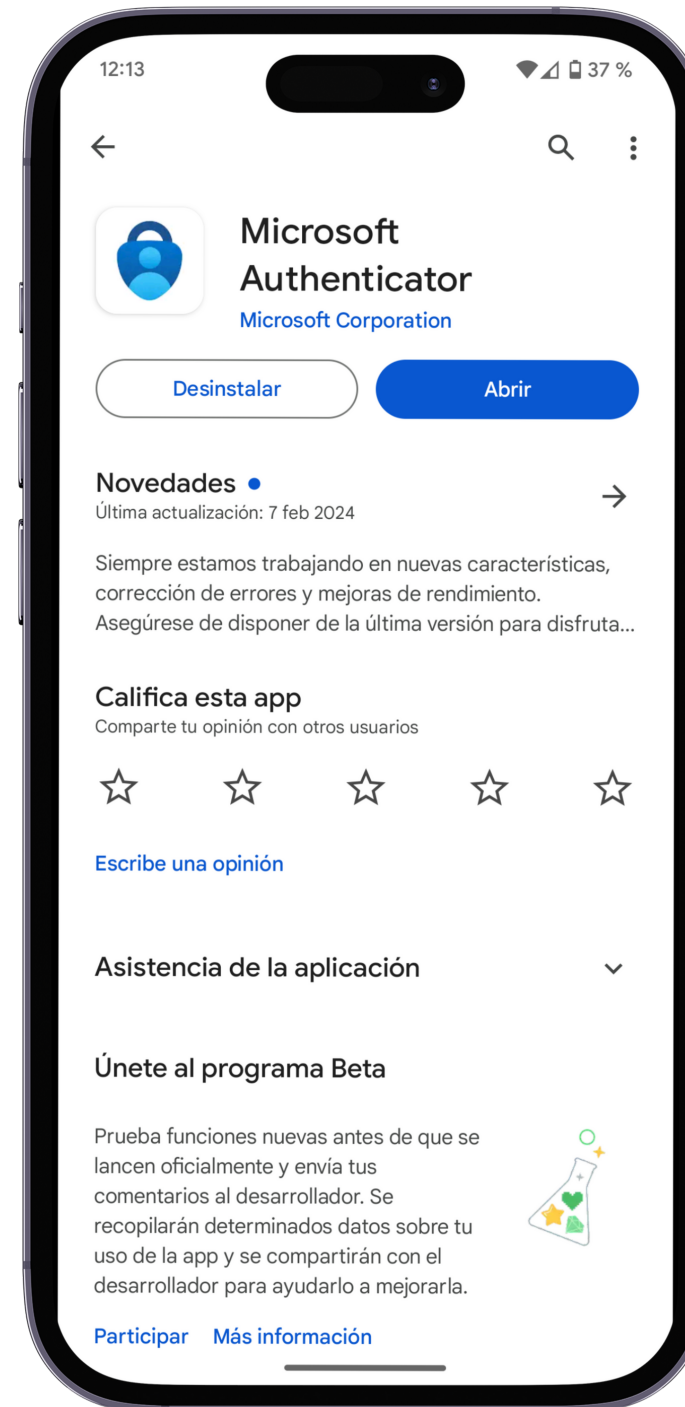 12:13
37 %
Microsoft
Authenticator
Microsoft Corporation
Desinstalar
Abrir
Novedades
Última actualización: 7 feb 2024
Siempre estamos trabajando en nuevas características,
corrección de errores y mejoras de rendimiento.
Asegúrese de disponer de la última versión para disfruta...
Califica esta app
Comparte tu opinión con otros usuarios
Escribe una opinión
Asistencia de la aplicación
Únete al programa Beta
Prueba funciones nuevas antes de que se
lancen oficialmente y envía tus
comentarios al desarrollador. Se
recopilarán determinados datos sobre tu
uso de la app y se compartirán con el
desarrollador para ayudarlo a mejorarla.
Participar Más información